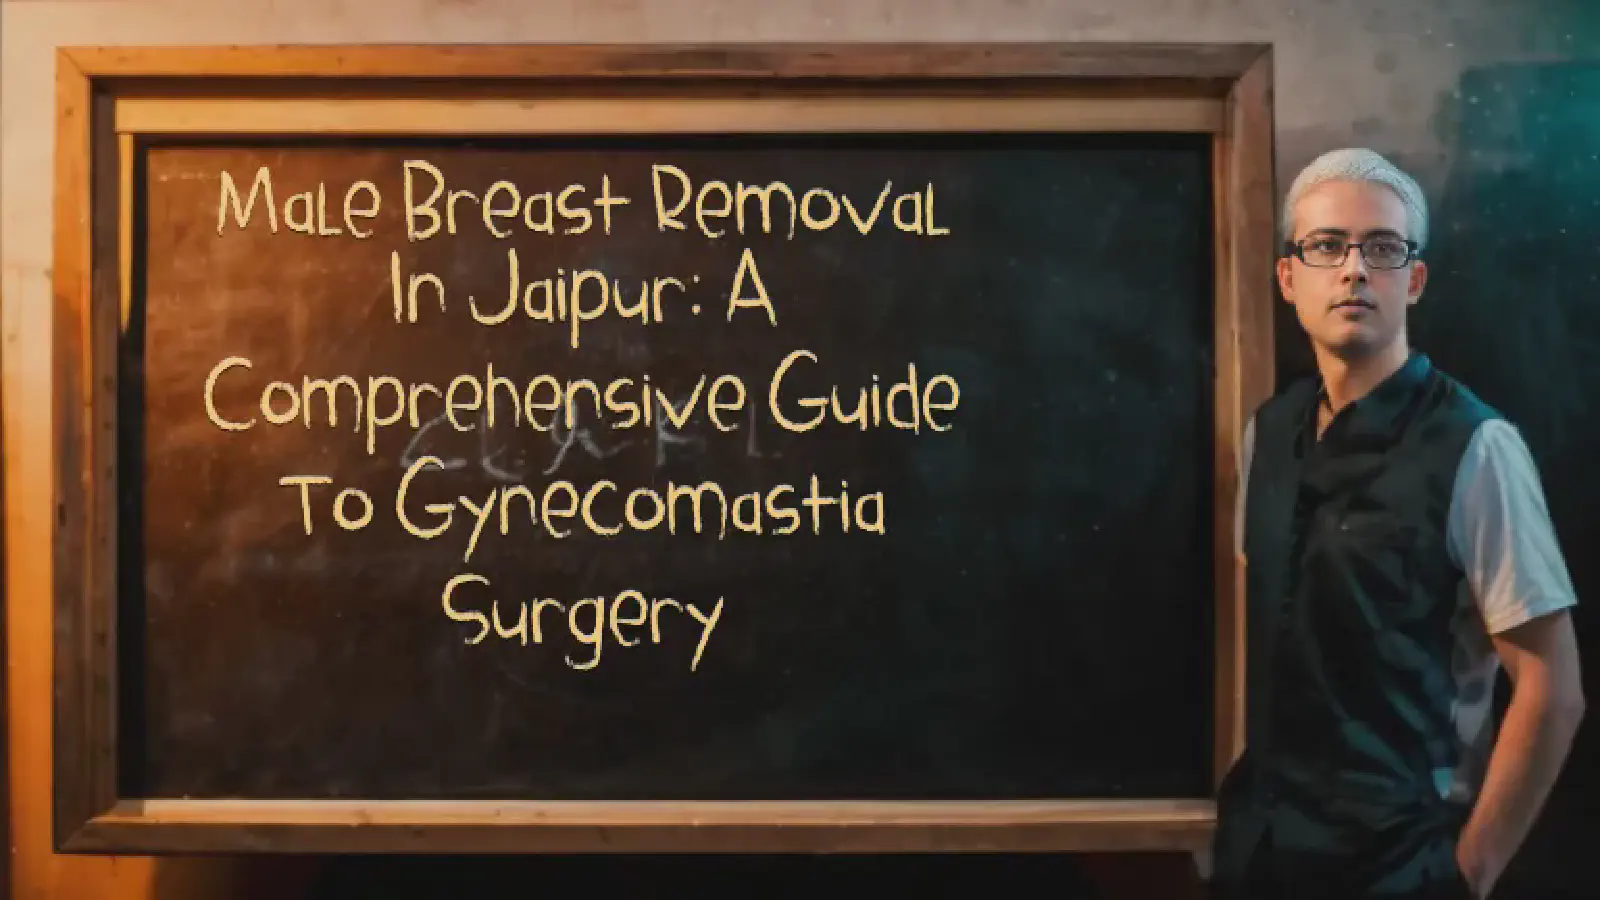 Male Breast Removal
In Jaipur: A
Comprehensive Guide
To Gynecomastia
Surgery